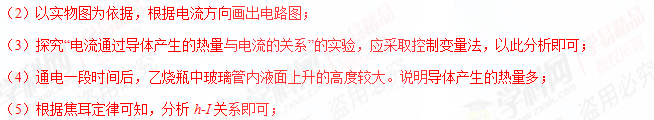 （2）以实物图为依据，根据电流方向画出电路图；
（3）探究“电流通过导体产生的热量与电流的关系”的实验，应采取控制变量法，以此分析即可；
（4）通电一段时间后，乙烧瓶中玻璃管内液面上升的高度较大。说明导体产生的热量多；
（5）根据焦耳定律可知，分析 h-I 关系即可；